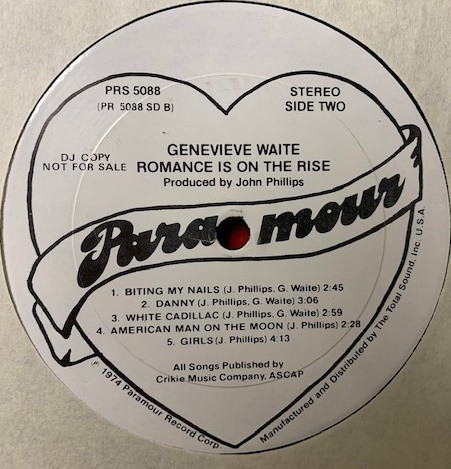 PRS 5088
(PR 5088 SD B)
STEREO
SIDE TWO
DJ COPY
NOT FOR SALE
GENEVIEVE WAITE
ROMANCE IS ON THE RISE
Produced by John Phillips
Paramour
1. BITING MY NAILS (J. Phillips, G. Waite) 2:45
2. DANNY (J. Phillips, G. Waite) 3:06
3. WHITE CADILLAC (J. Phillips, G. Waite) 2:59
4. AMERICAN MAN ON THE MOON (J. Phillips) 2:28
5. GIRLS (J. Phillips) 4:13
All Songs Published by
Crikie Music Company, ASCAP
℗ 1974 Paramour Record Corp.
Manufactured and Distributed by The Total Sound, Inc. U.S.A.